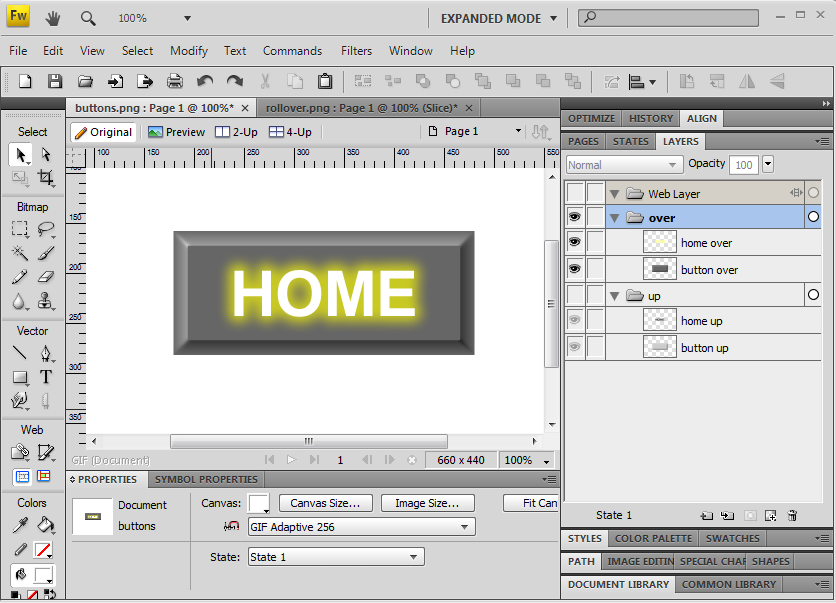 Fw 100% EXPANDED MODE
File Edit View Select Modify Text Commands Filters Window Help
buttons.png : Page 1 @ 100%* × rollover.png : Page 1 @ 100% (Slice)* ×
Original Preview 2-Up 4-Up Page 1
100 150 200 250 300 350 400 450 500 550
Select
Bitmap
Vector
T
Web
Colors
150
200
250
300
350
HOME
GIF (Document) 1 660 x 440 100%
PROPERTIES SYMBOL PROPERTIES
Document
buttons
Canvas: Canvas Size... Image Size... Fit Can
GIF Adaptive 256
State: State 1
OPTIMIZE HISTORY ALIGN
PAGES STATES LAYERS
Normal Opacity 100
Web Layer
over
home over
button over
up
home up
button up
State 1
STYLES COLOR PALETTE SWATCHES
PATH IMAGE EDITIN SPECIAL CHAR SHAPES
DOCUMENT LIBRARY COMMON LIBRARY